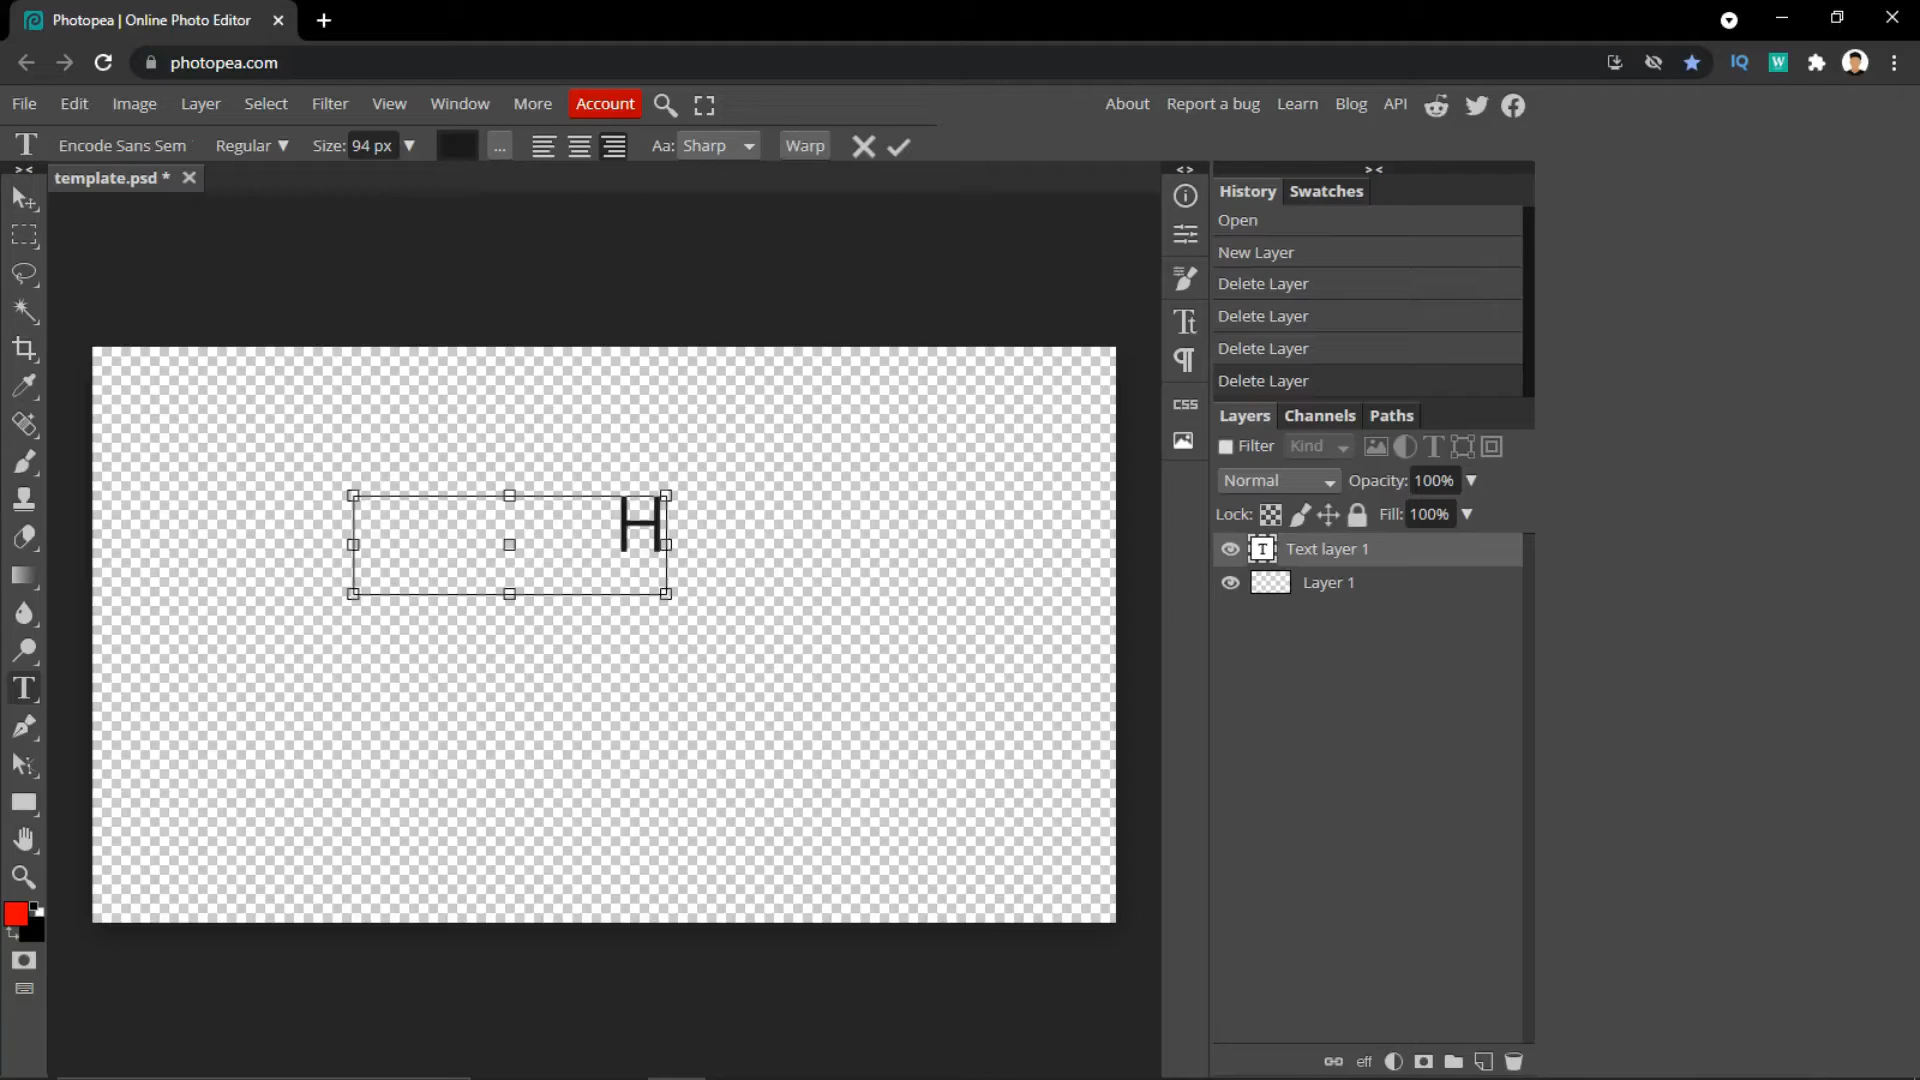 Photopea | Online Photo Editor
photopea.com
IQ W
File Edit Image Layer Select Filter View Window More Account
About Report a bug Learn Blog API
T Encode Sans Sem Regular Size: 94 px ... Aa: Sharp Warp
template.psd *
History Swatches
Open
New Layer
Delete Layer
Delete Layer
Delete Layer
Delete Layer
Tt
CSS
Layers Channels Paths
Filter Kind T
Normal Opacity: 100%
Lock: Fill: 100%
T Text layer 1
Layer 1
H
T
eff